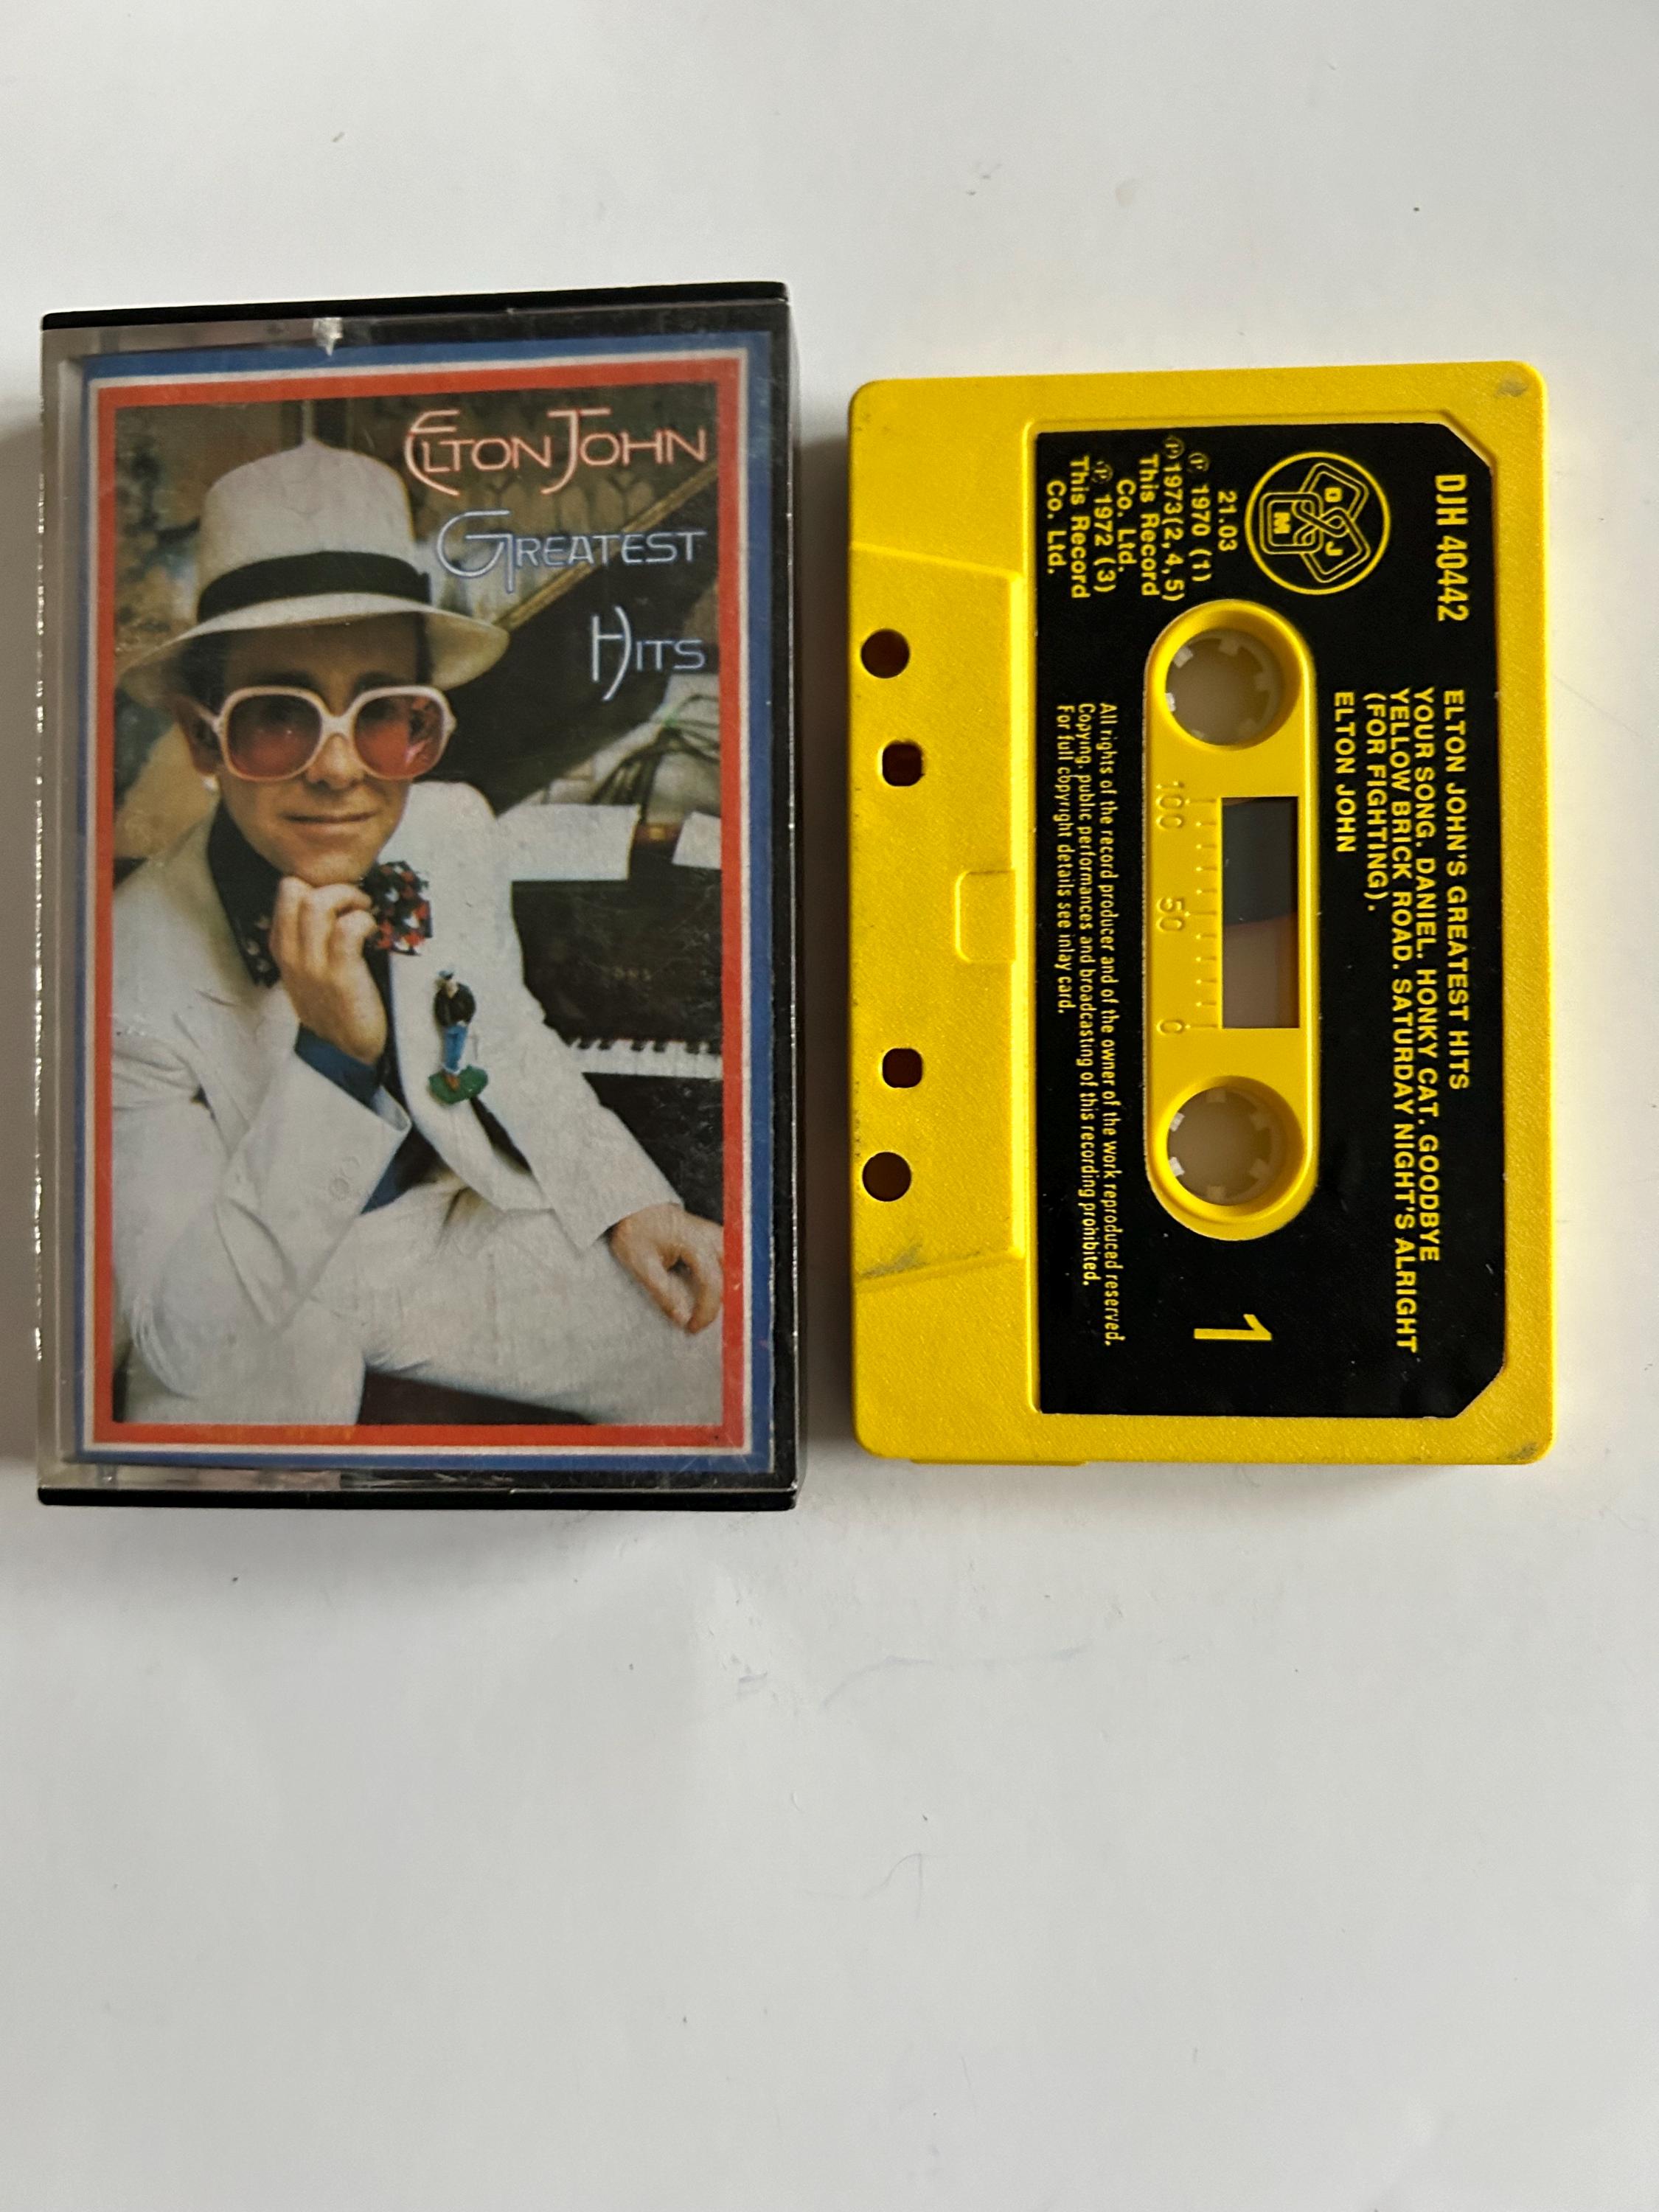 ELTON JOHN
GREATEST
HITS
DJH 40442
ELTON JOHN'S GREATEST HITS
YOUR SONG. DANIEL. HONKY CAT. GOODBYE
YELLOW BRICK ROAD. SATURDAY NIGHT'S ALRIGHT
(FOR FIGHTING).
ELTON JOHN
D J
M
21.03
℗ 1970 (1)
℗ 1973(2,4,5)
This Record
Co. Ltd.
℗ 1972 (3)
This Record
Co. Ltd.
100 50 0
1
All rights of the record producer and of the owner of the work reproduced reserved.
Copying, public performances and broadcasting of this recording prohibited.
For full copyright details see inlay card.